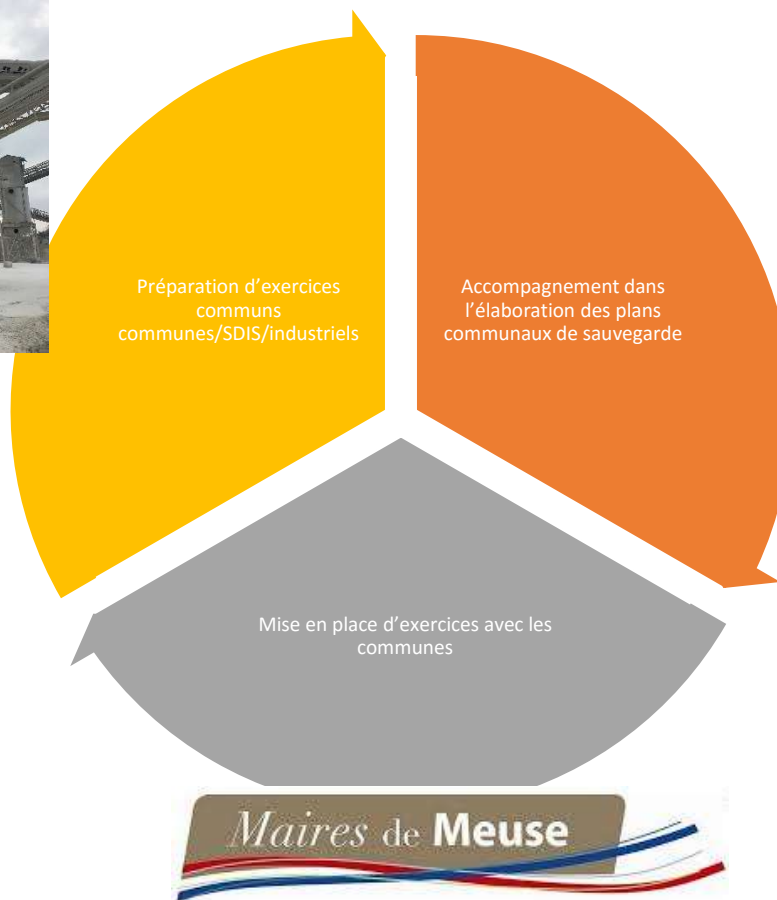 Préparation d'exercices
communs
communes/SDIS/industriels
Accompagnement dans
l'élaboration des plans
communaux de sauvegarde
Mise en place d'exercices avec les
communes
Maires de Meuse